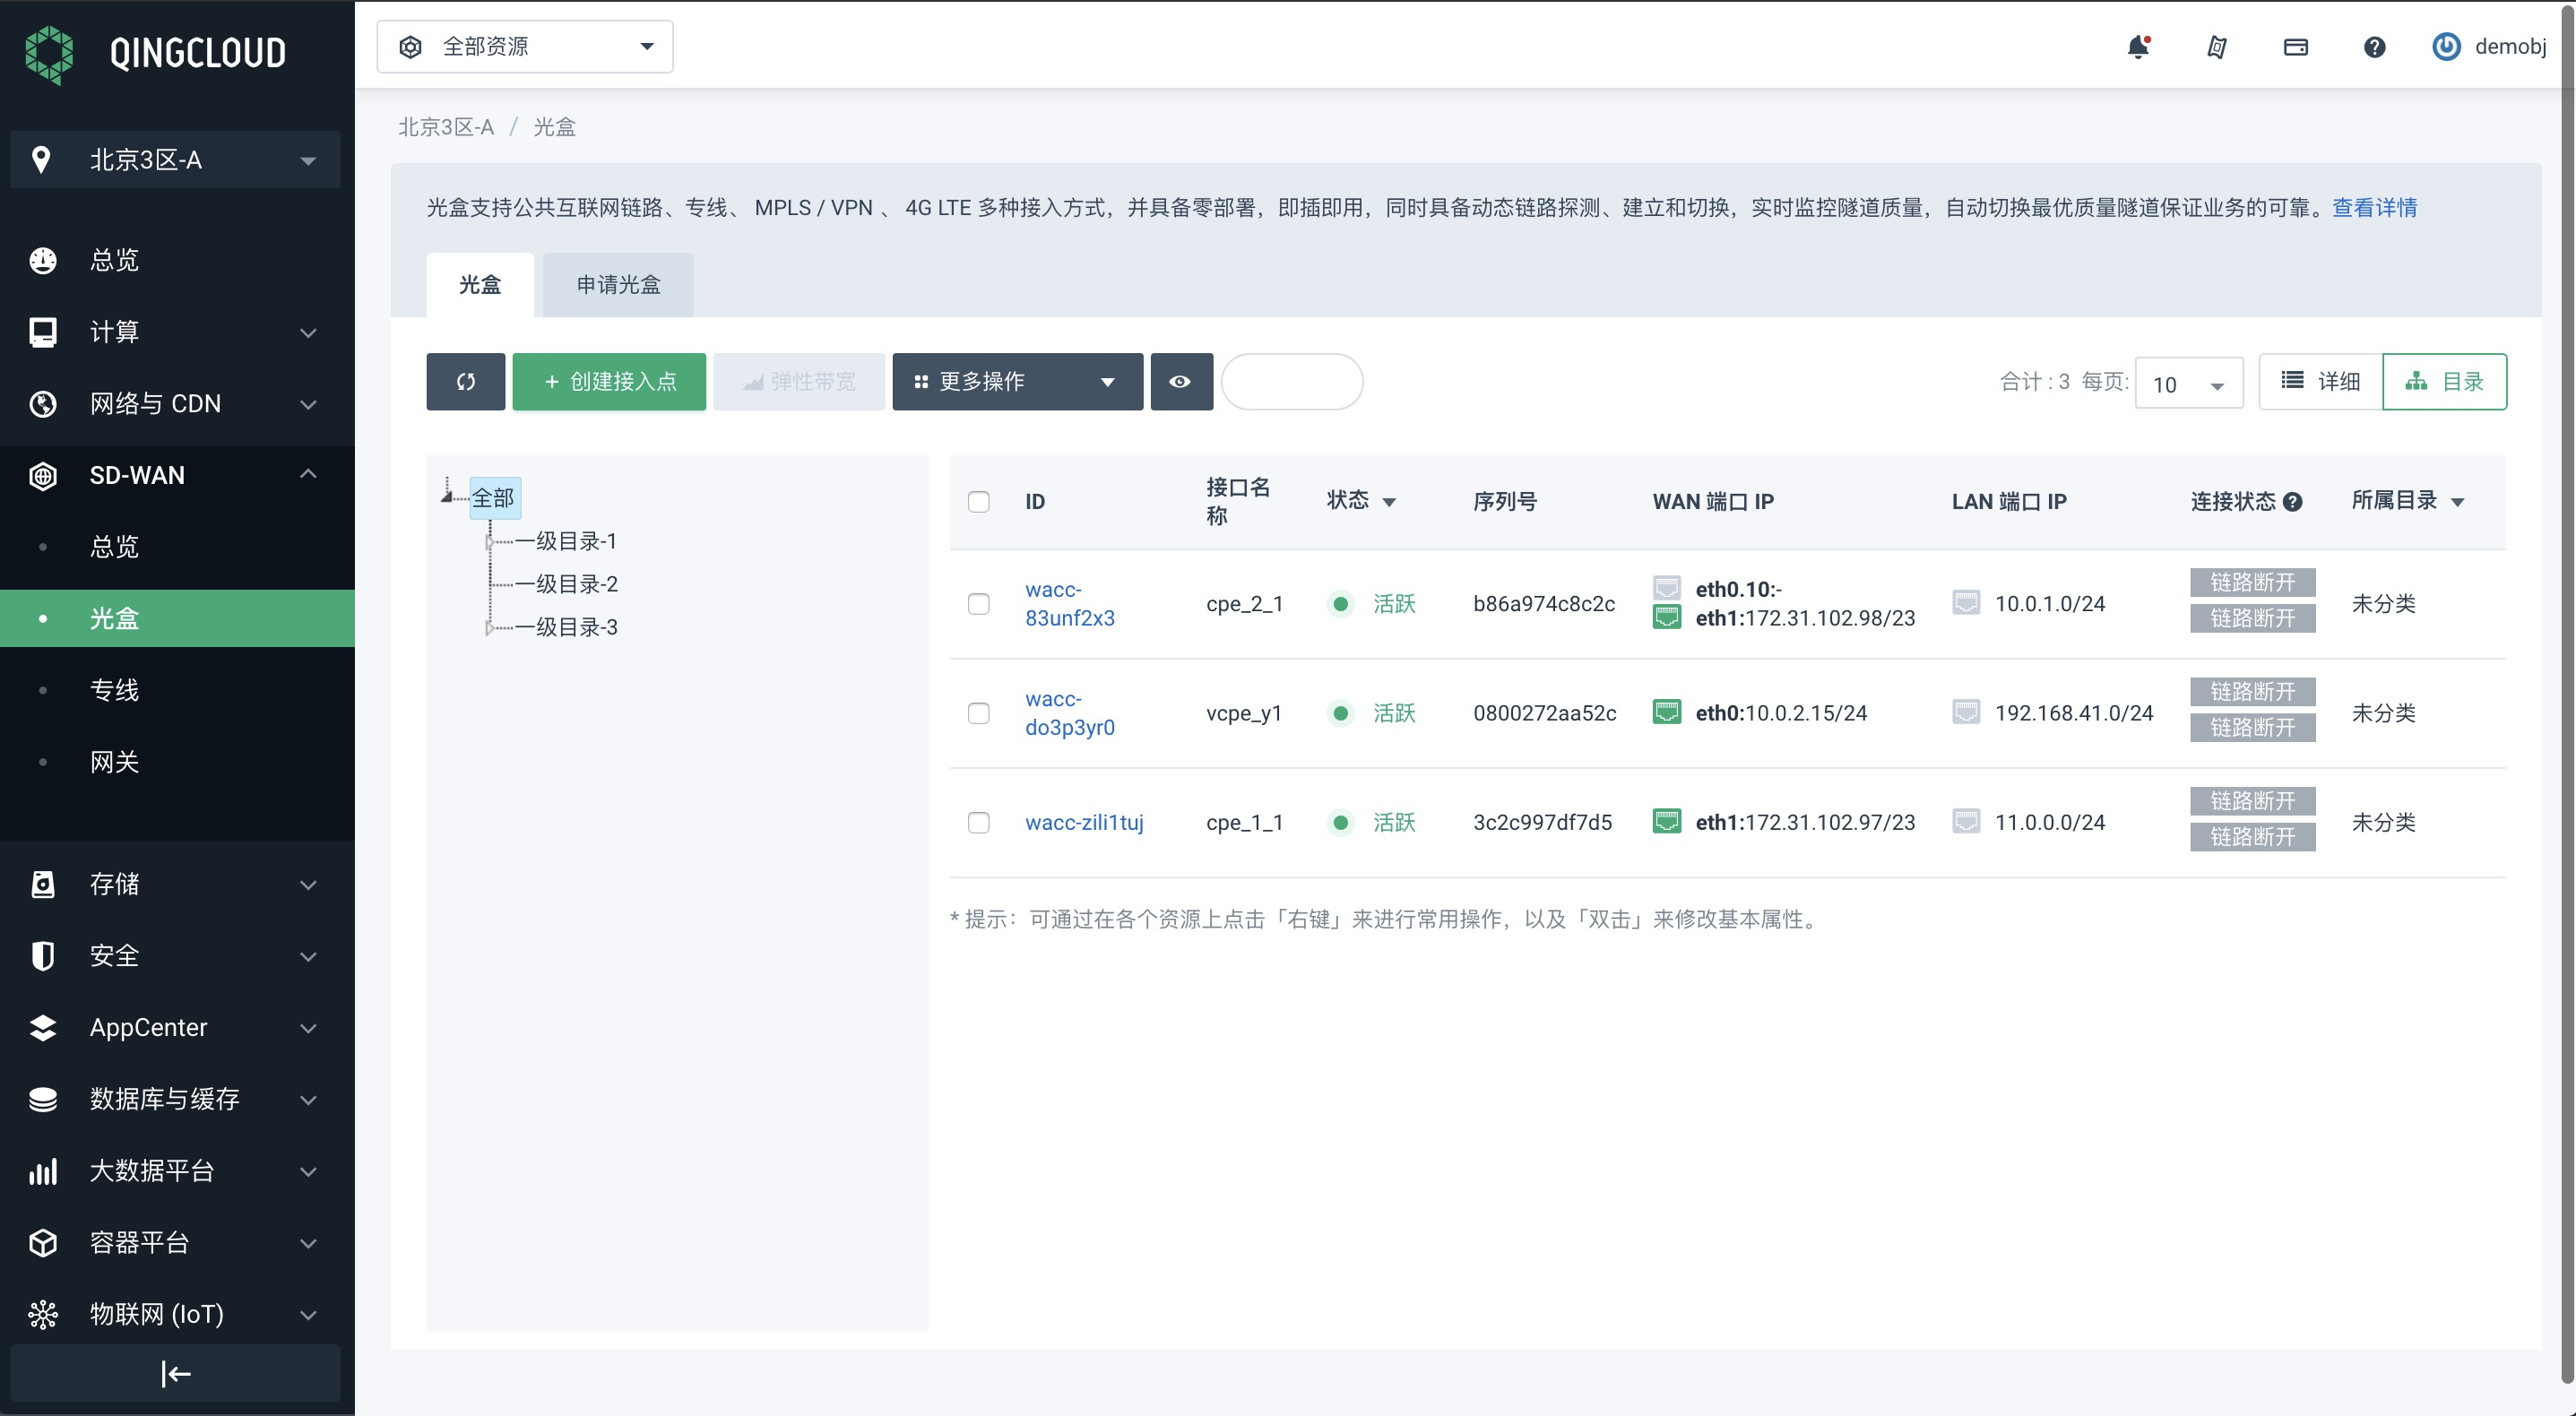 QINGCLOUD
全部资源
demobj
北京3区-A
北京3区-A / 光盒
总览
计算
网络与 CDN
SD-WAN
总览
光盒
专线
网关
存储
安全
AppCenter
数据库与缓存
大数据平台
容器平台
物联网 (IoT)
光盒支持公共互联网链路、专线、 MPLS / VPN 、 4G LTE 多种接入方式，并具备零部署，即插即用，同时具备动态链路探测、建立和切换，实时监控隧道质量，自动切换最优质量隧道保证业务的可靠。查看详情
光盒 申请光盒
+ 创建接入点 弹性带宽 更多操作 合计 : 3 每页: 10 详细 目录
全部
一级目录-1
一级目录-2
一级目录-3
ID 接口名称 状态 序列号 WAN 端口 IP LAN 端口 IP 连接状态 所属目录
wacc-83unf2x3 cpe_2_1 活跃 b86a974c8c2c eth0.10:- eth1:172.31.102.98/23 10.0.1.0/24 链路断开 链路断开 未分类
wacc-do3p3yr0 vcpe_y1 活跃 0800272aa52c eth0:10.0.2.15/24 192.168.41.0/24 链路断开 链路断开 未分类
wacc-zili1tuj cpe_1_1 活跃 3c2c997df7d5 eth1:172.31.102.97/23 11.0.0.0/24 链路断开 链路断开 未分类
* 提示：可通过在各个资源上点击「右键」来进行常用操作，以及「双击」来修改基本属性。